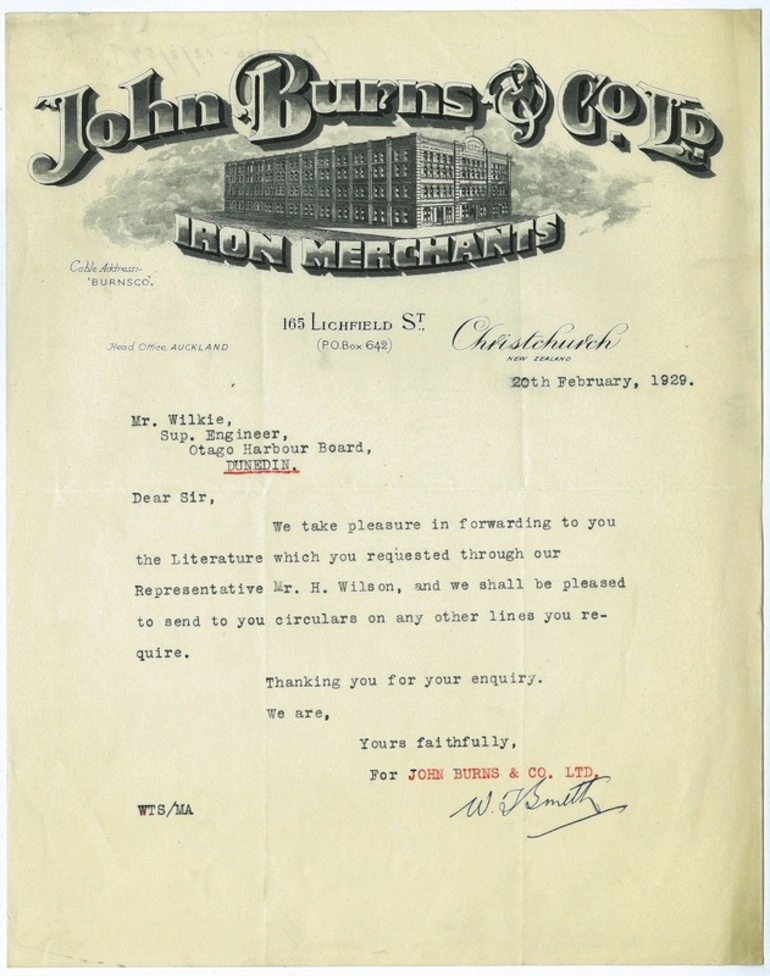 John Burns & Co. Ld.
IRON MERCHANTS
Cable Address:-
"BURNSCO".
165 LICHFIELD ST.,
(P.O.Box 642)
Christchurch
NEW ZEALAND
Head Office, AUCKLAND
20th February, 1929.
Mr. Wilkie,
Sup. Engineer,
Otago Harbour Board,
DUNEDIN.
Dear Sir,
We take pleasure in forwarding to you
the Literature which you requested through our
Representative Mr. H. Wilson, and we shall be pleased
to send to you circulars on any other lines you re-
quire.
Thanking you for your enquiry.
We are,
Yours faithfully,
For JOHN BURNS & CO. LTD.
WTS/MA
W. T Smith